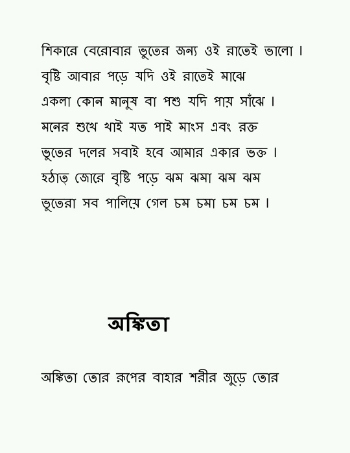 শিকারে বেরোবার ভুতের জন্য ওই রাতেই ভালো ।
বৃষ্টি আবার পড়ে যদি ওই রাতেই মাঝে
একলা কোন মানুষ বা পশু যদি পায় সাঁঝে ।
মনের শুখে খাই যত পাই মাংস এবং রক্ত
ভুতের দলের সবাই হবে আমার একার ভক্ত ।
হঠাত্ জোরে বৃষ্টি পড়ে ঝম ঝমা ঝম ঝম
ভুতেরা সব পালিয়ে গেল চম চমা চম চম ।
অঙ্কিতা
অঙ্কিতা তোর রূপের বাহার শরীর জুড়ে তোর